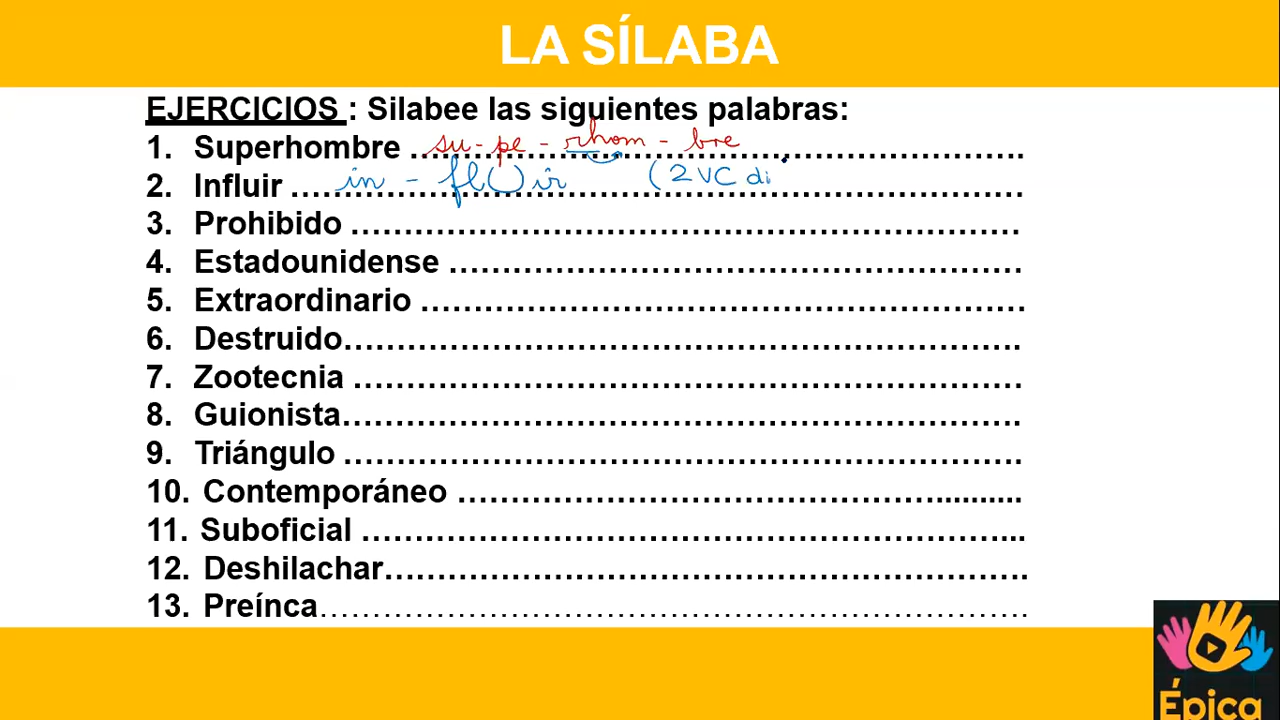 LA SÍLABA
EJERCICIOS : Silabee las siguientes palabras:
1. Superhombre ...su - pe - rhom - bre..............................
2. Influir ....in - fl( )ir (2 VC di..............................
3. Prohibido ……………………………………………………
4. Estadounidense ……………………………………………
5. Extraordinario ………………………………………………
6. Destruido…………………………………………………….
7. Zootecnia ……………………………………………………
8. Guionista…………………………………………………….
9. Triángulo ……………………………………………………
10. Contemporáneo ………………………………………..........
11. Suboficial …………………………………………………...
12. Deshilachar………………………………………………….
13. Preínca……………………………………………………….
Épica